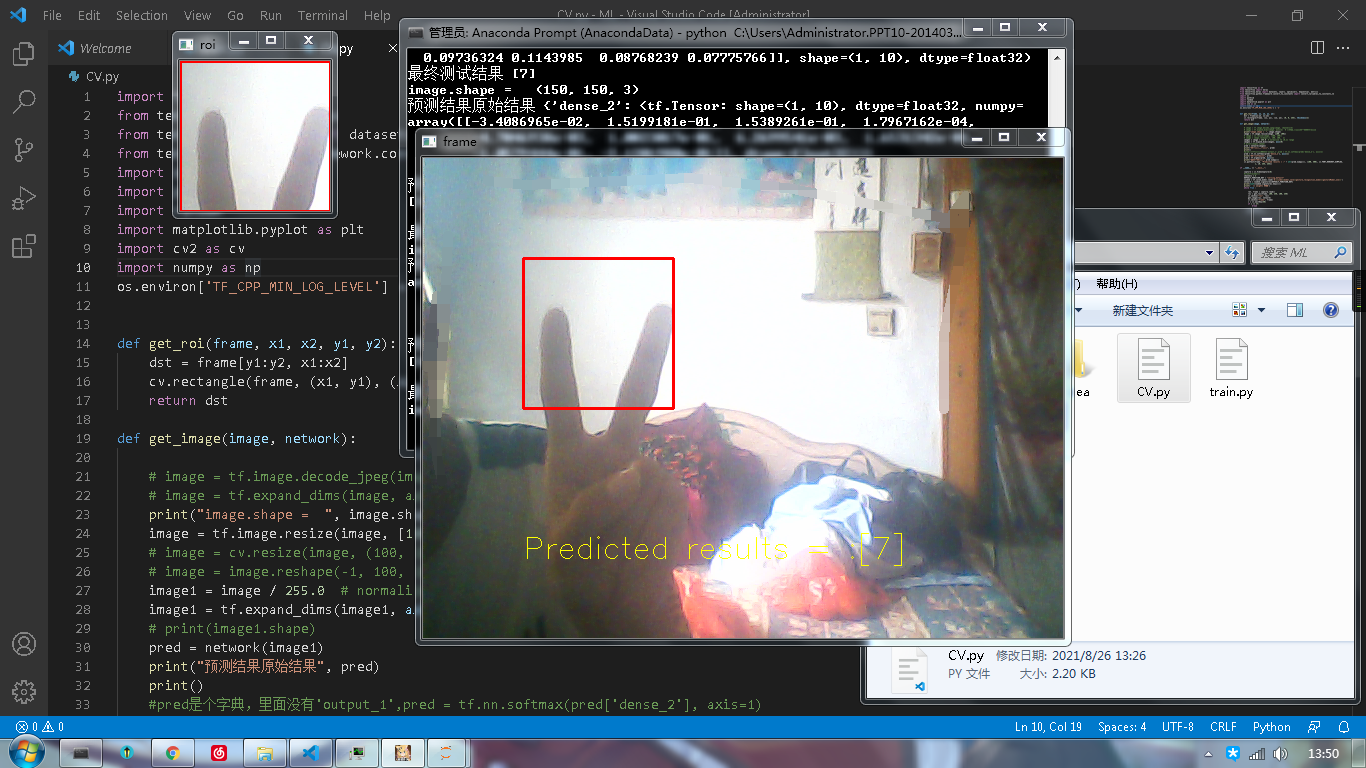 File Edit Selection View Go Run Terminal Help
CV.py - ML - Visual Studio Code [Administrator]
Welcome
py
CV.py
1 import
2 from te
3 from te dataset
4 from te work.co
5 import
6 import
7 import
8 import matplotlib.pyplot as plt
9 import cv2 as cv
10 import numpy as np
11 os.environ['TF_CPP_MIN_LOG_LEVEL']
12
13
14 def get_roi(frame, x1, x2, y1, y2):
15 dst = frame[y1:y2, x1:x2]
16 cv.rectangle(frame, (x1, y1), (
17 return dst
18
19 def get_image(image, network):
20
21 # image = tf.image.decode_jpeg(im
22 # image = tf.expand_dims(image, a
23 print("image.shape = ", image.sh
24 image = tf.image.resize(image, [1
25 # image = cv.resize(image, (100,
26 # image = image.reshape(-1, 100,
27 image1 = image / 255.0 # normali
28 image1 = tf.expand_dims(image1, a
29 # print(image1.shape)
30 pred = network(image1)
31 print("预测结果原始结果", pred)
32 print()
33 #pred是个字典，里面没有'output_1',pred = tf.nn.softmax(pred['dense_2'], axis=1)
roi
管理员: Anaconda Prompt (AnacondaData) - python C:\Users\Administrator.PPT10-201403...
0.09736324 0.1143985 0.08768239 0.07775766]], shape=(1, 10), dtype=float32)
最终测试结果 [7]
image.shape = (150, 150, 3)
预测结果原始结果 {'dense_2': <tf.Tensor: shape=(1, 10), dtype=float32, numpy=
array([[-3.4086965e-02, 1.5199181e-01, 1.5389261e-01, 1.7967162e-04,
frame
Predicted results = .[7]
搜索 ML
帮助(H)
新建文件夹
ea
CV.py
train.py
CV.py 修改日期: 2021/8/26 13:26
PY 文件 大小: 2.20 KB
0 0
Ln 10, Col 19 Spaces: 4 UTF-8 CRLF Python
13:50